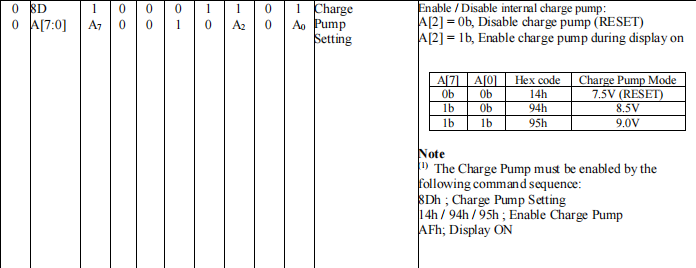 0 8D 1 0 0 0 1 1 0 1 Charge Enable / Disable internal charge pump:
0 A[7:0] A7 0 0 1 0 A2 0 A0 Pump A[2] = 0b, Disable charge pump (RESET)
Setting A[2] = 1b, Enable charge pump during display on
A[7] A[0] Hex code Charge Pump Mode
0b 0b 14h 7.5V (RESET)
1b 0b 94h 8.5V
1b 1b 95h 9.0V
Note
(1) The Charge Pump must be enabled by the
following command sequence:
8Dh ; Charge Pump Setting
14h / 94h / 95h ; Enable Charge Pump
AFh; Display ON